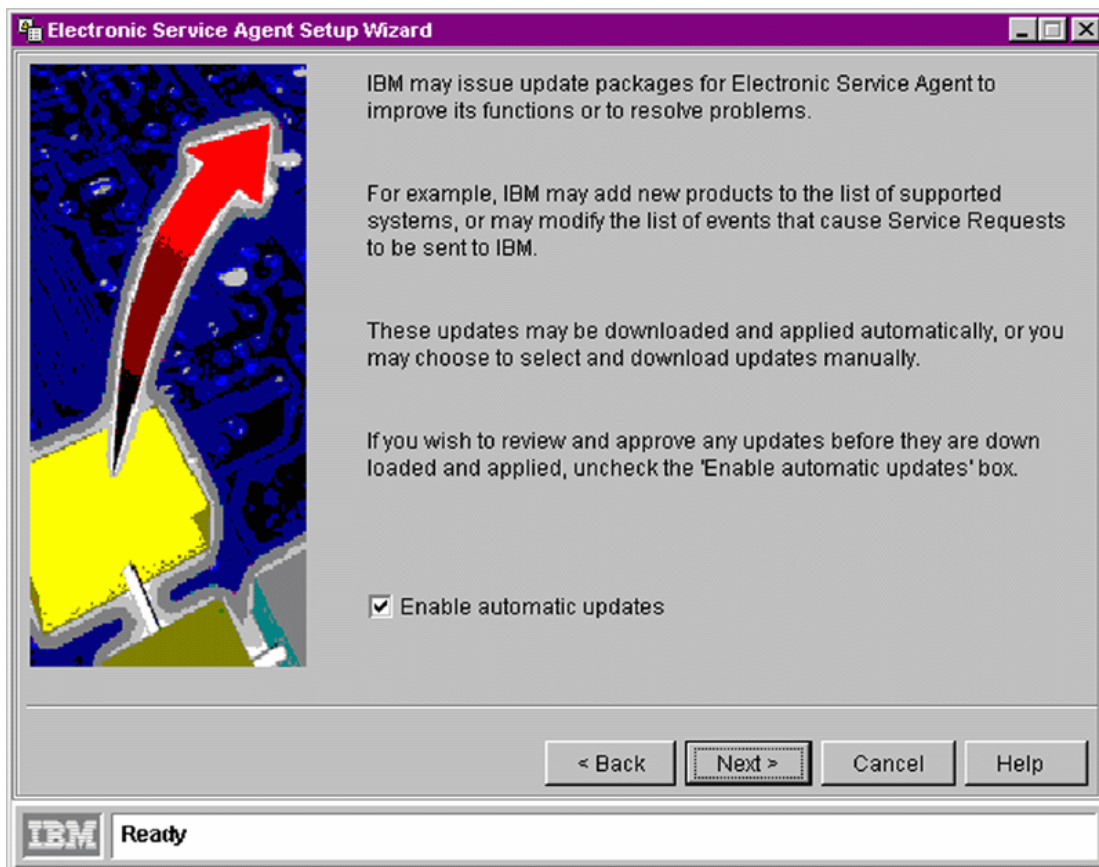 Electronic Service Agent Setup Wizard
IBM may issue update packages for Electronic Service Agent to
improve its functions or to resolve problems.
For example, IBM may add new products to the list of supported
systems, or may modify the list of events that cause Service Requests
to be sent to IBM.
These updates may be downloaded and applied automatically, or you
may choose to select and download updates manually.
If you wish to review and approve any updates before they are down
loaded and applied, uncheck the 'Enable automatic updates' box.
Enable automatic updates
< Back
Next >
Cancel
Help
IBM
Ready